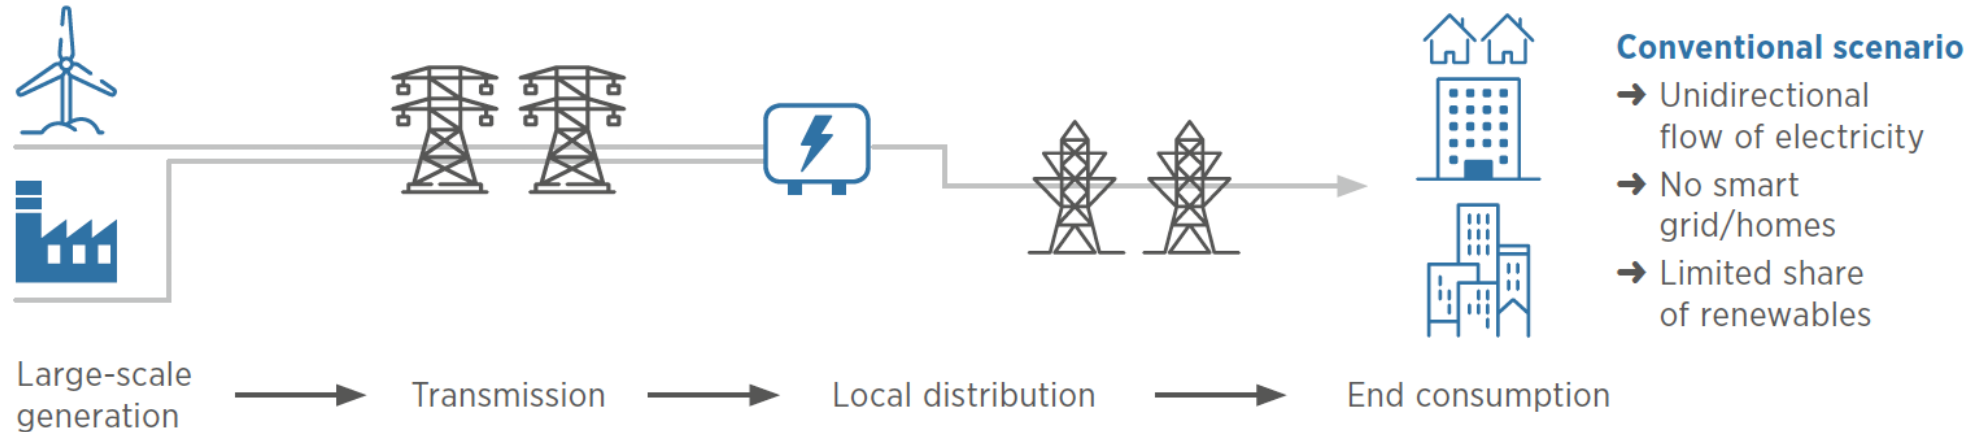 Conventional scenario
➜ Unidirectional
flow of electricity
➜ No smart
grid/homes
➜ Limited share
of renewables
Large-scale
generation
Transmission
Local distribution
End consumption